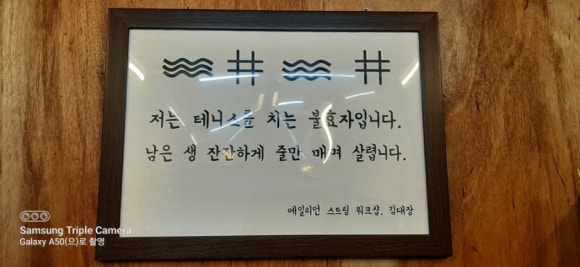 저는 테니스를 치는 불효자입니다.
남은 생 잔잔하게 줄만 매며 살렵니다.
에일리언 스트링 워크샵. 김대장
Samsung Triple Camera
Galaxy A50(으)로 촬영